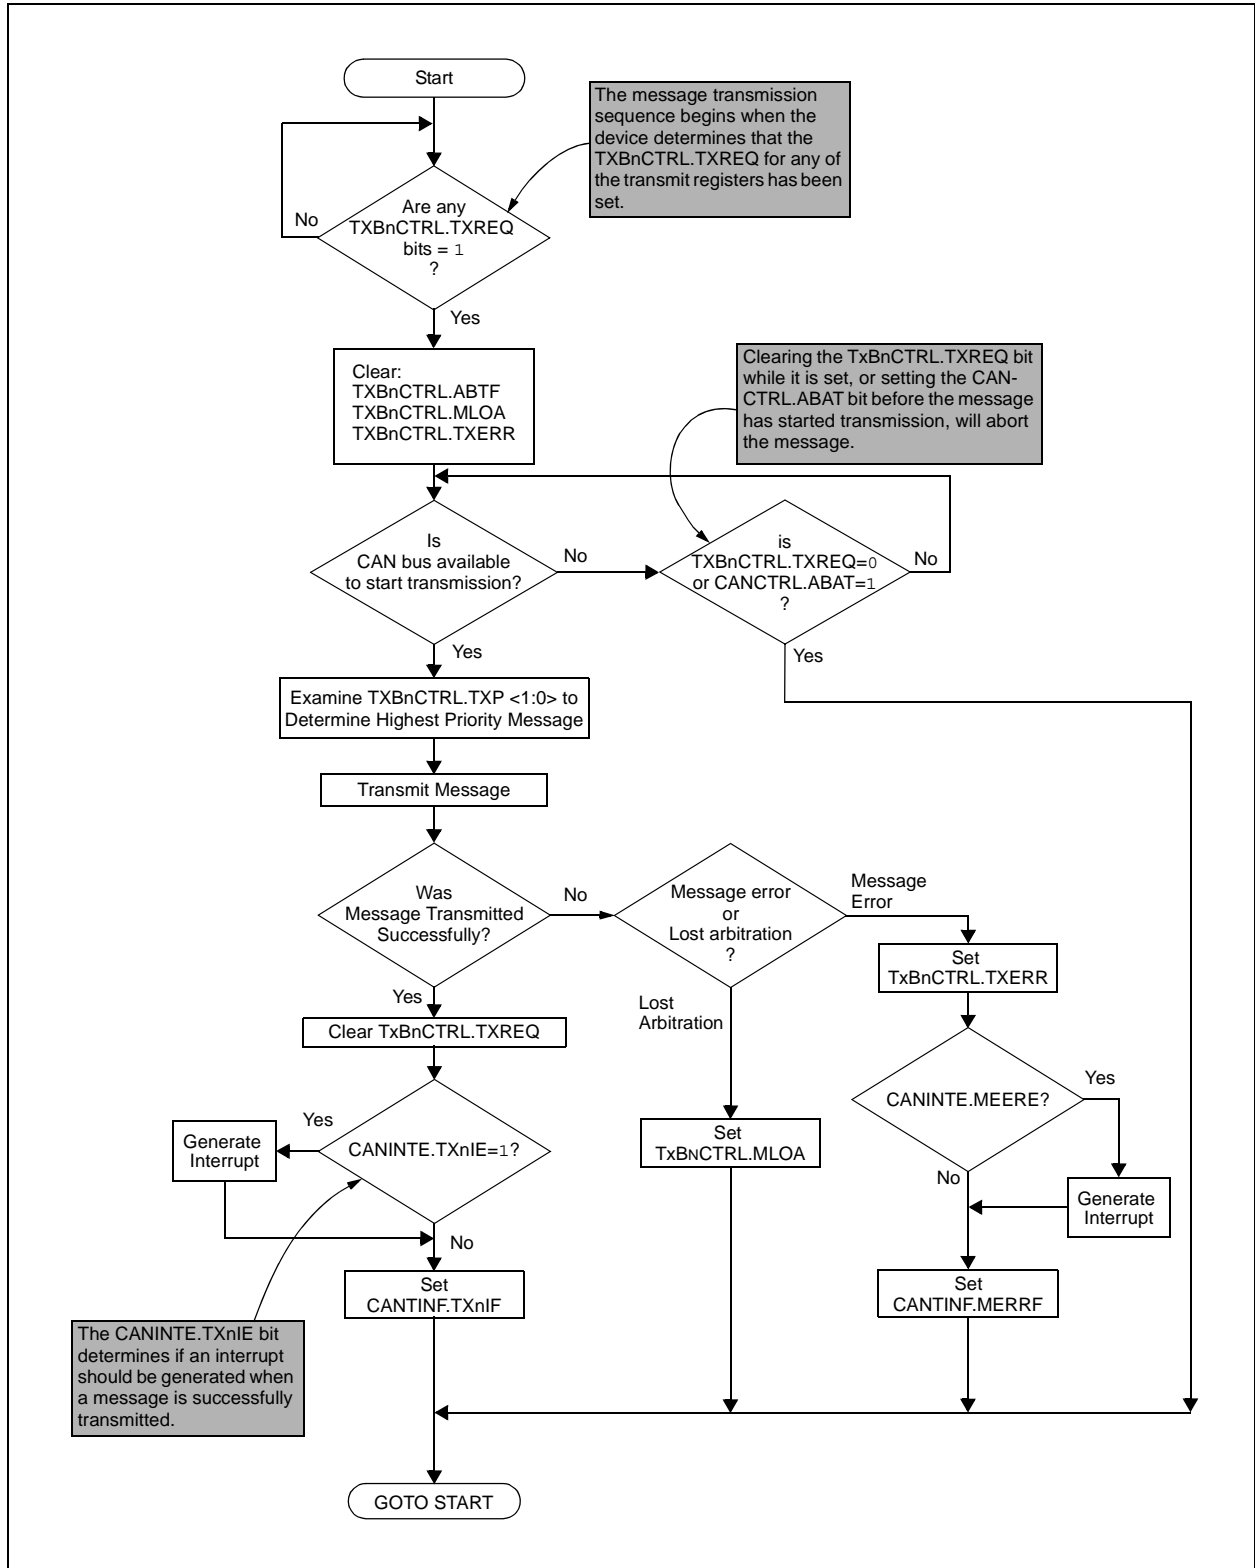 Start
The message transmission
sequence begins when the
device determines that the
TXBnCTRL.TXREQ for any of
the transmit registers has been
set.
No
Are any
TXBnCTRL.TXREQ
bits = 1
?
Yes
Clear:
TXBnCTRL.ABTF
TXBnCTRL.MLOA
TXBnCTRL.TXERR
Clearing the TxBnCTRL.TXREQ bit
while it is set, or setting the CAN-
CTRL.ABAT bit before the message
has started transmission, will abort
the message.
Is
CAN bus available
to start transmission?
No
is
TXBnCTRL.TXREQ=0
or CANCTRL.ABAT=1
?
No
Yes
Yes
Examine TXBnCTRL.TXP <1:0> to
Determine Highest Priority Message
Transmit Message
Was
Message Transmitted
Successfully?
No
Message error
or
Lost arbitration
?
Message
Error
Set
TxBnCTRL.TXERR
Yes
Lost
Arbitration
Clear TxBnCTRL.TXREQ
CANINTE.MEERE?
Yes
Yes
Generate
Interrupt
CANINTE.TXnIE=1?
Set
TxBNCTRL.MLOA
No
Generate
Interrupt
No
Set
CANTINF.TXnIF
Set
CANTINF.MERRF
The CANINTE.TXnIE bit
determines if an interrupt
should be generated when
a message is successfully
transmitted.
GOTO START